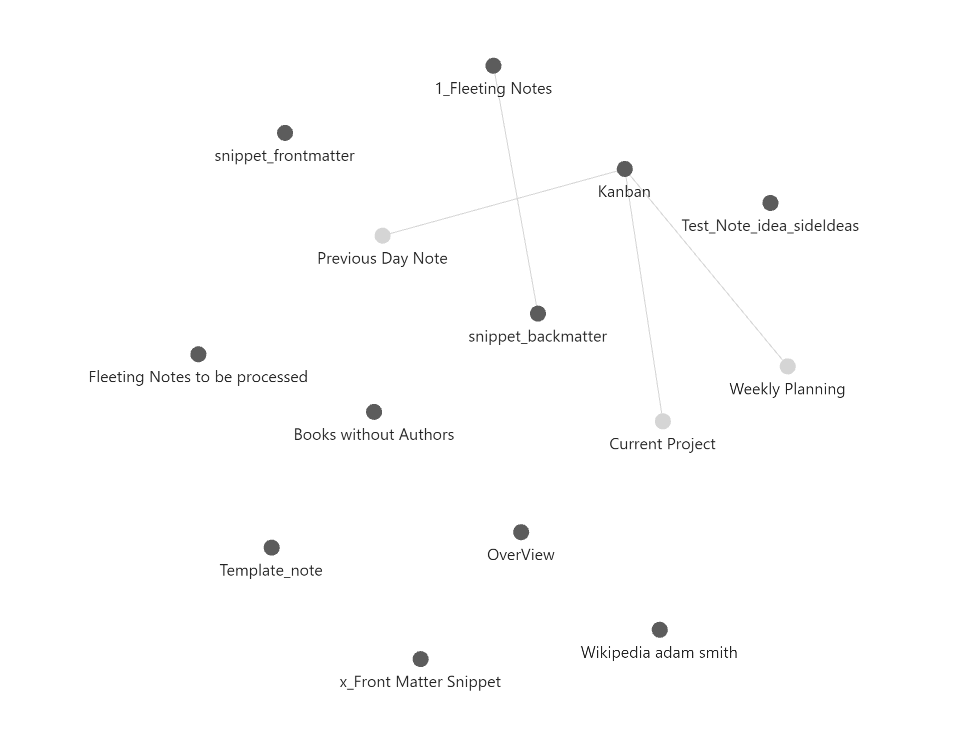 1_Fleeting Notes
snippet_frontmatter
Kanban
Test_Note_idea_sideIdeas
Previous Day Note
snippet_backmatter
Fleeting Notes to be processed
Weekly Planning
Books without Authors
Current Project
OverView
Template_note
Wikipedia adam smith
x_Front Matter Snippet